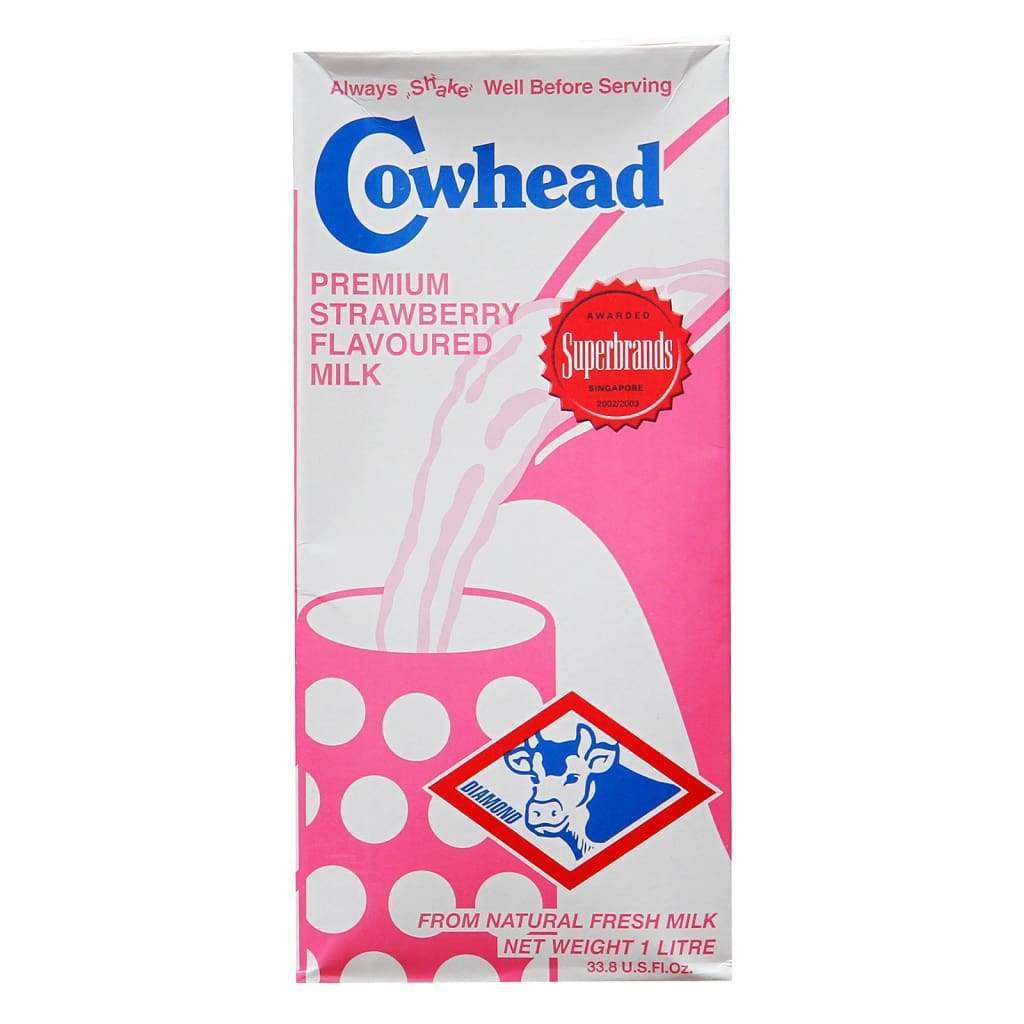 Always Shake Well Before Serving
Cowhead
PREMIUM
STRAWBERRY
FLAVOURED
MILK
AWARDED
Superbrands
SINGAPORE
2002/2003
DIAMOND
FROM NATURAL FRESH MILK
NET WEIGHT 1 LITRE
33.8 U.S.Fl.Oz.